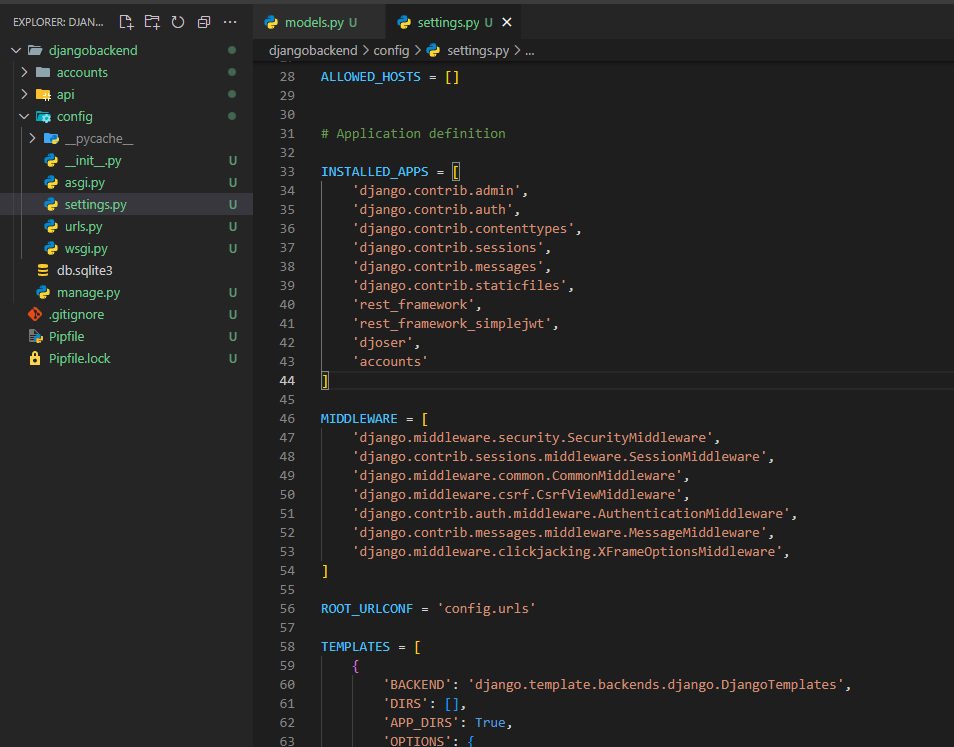 EXPLORER: DJAN... ···
djangobackend
accounts
api
config
__pycache__
__init__.py U
asgi.py U
settings.py U
urls.py U
wsgi.py U
db.sqlite3
manage.py U
.gitignore U
Pipfile U
Pipfile.lock U
models.py U settings.py U
djangobackend > config > settings.py > ...
28 ALLOWED_HOSTS = []
29
30
31 # Application definition
32
33 INSTALLED_APPS = [
34     'django.contrib.admin',
35     'django.contrib.auth',
36     'django.contrib.contenttypes',
37     'django.contrib.sessions',
38     'django.contrib.messages',
39     'django.contrib.staticfiles',
40     'rest_framework',
41     'rest_framework_simplejwt',
42     'djoser',
43     'accounts'
44 ]
45
46 MIDDLEWARE = [
47     'django.middleware.security.SecurityMiddleware',
48     'django.contrib.sessions.middleware.SessionMiddleware',
49     'django.middleware.common.CommonMiddleware',
50     'django.middleware.csrf.CsrfViewMiddleware',
51     'django.contrib.auth.middleware.AuthenticationMiddleware',
52     'django.contrib.messages.middleware.MessageMiddleware',
53     'django.middleware.clickjacking.XFrameOptionsMiddleware',
54 ]
55
56 ROOT_URLCONF = 'config.urls'
57
58 TEMPLATES = [
59     {
60         'BACKEND': 'django.template.backends.django.DjangoTemplates',
61         'DIRS': [],
62         'APP_DIRS': True,
63         'OPTIONS': {